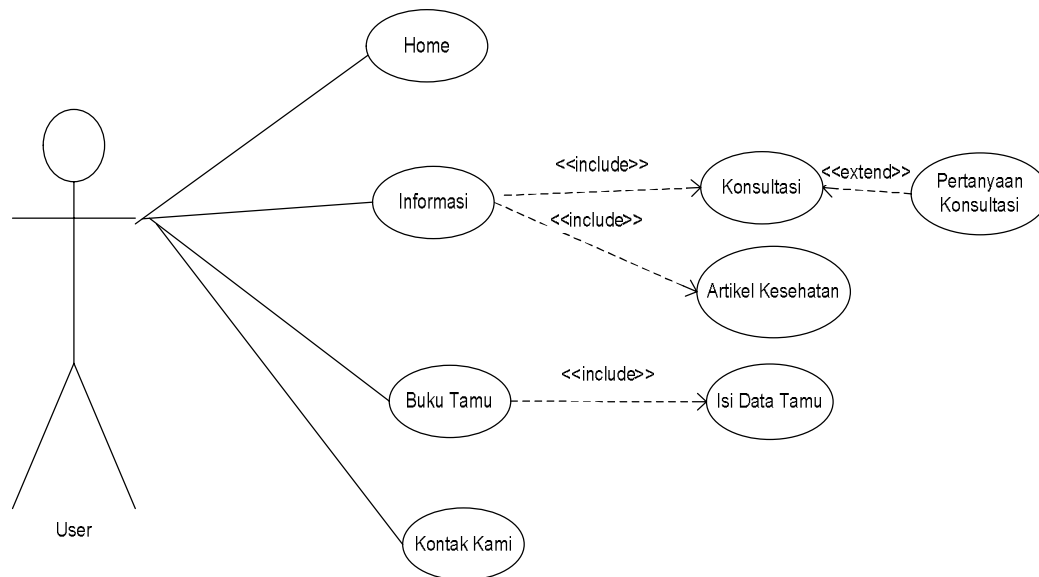 Home
<<include>>
<<extend>>
Informasi
Konsultasi
Pertanyaan
Konsultasi
<<include>>
Artikel Kesehatan
<<include>>
Buku Tamu
Isi Data Tamu
User
Kontak Kami